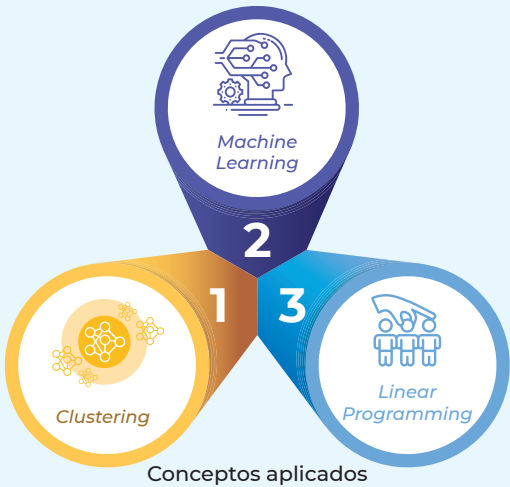 Machine
Learning
2
1
3
Clustering
Linear
Programming
Conceptos aplicados